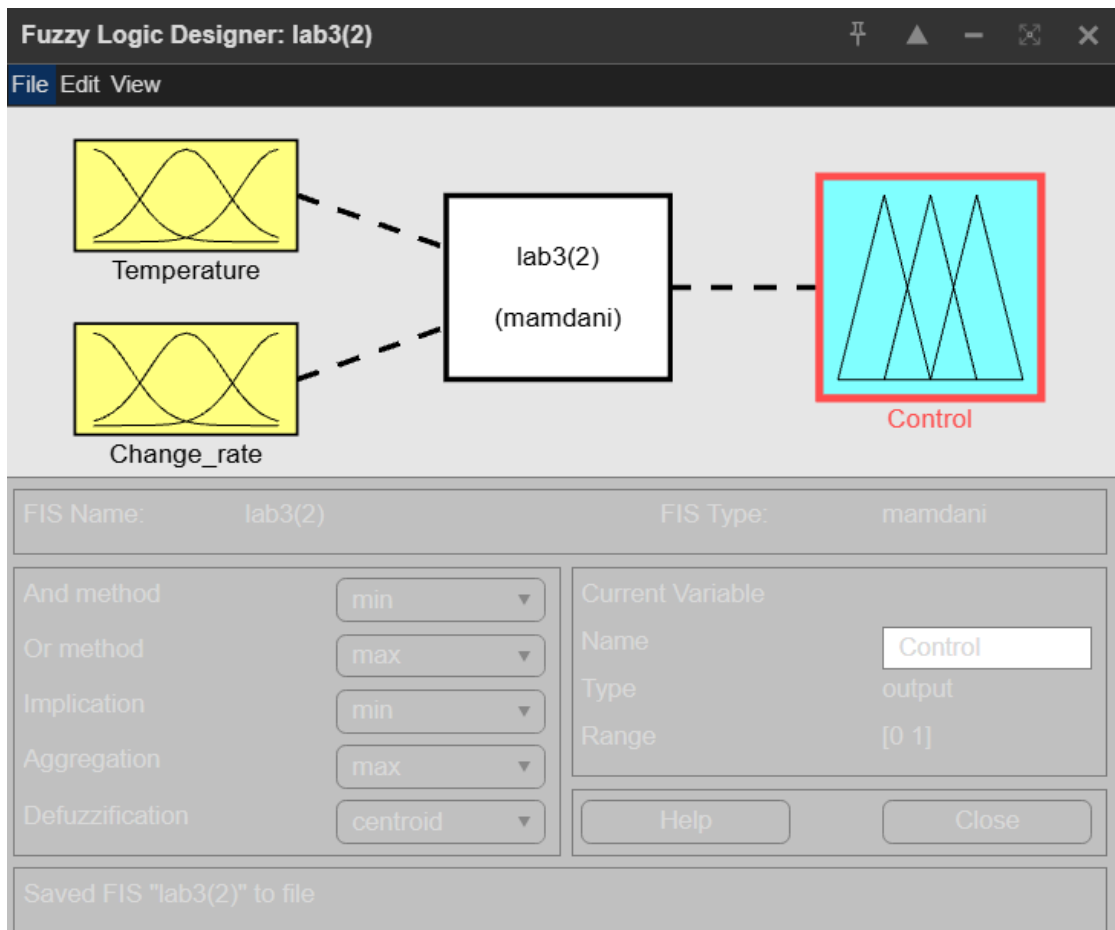 Fuzzy Logic Designer: lab3(2)
File Edit View
Temperature
Change_rate
lab3(2)
(mamdani)
Control
FIS Name: lab3(2) FIS Type: mamdani
And method min
Or method max
Implication min
Aggregation max
Defuzzification centroid
Current Variable
Name Control
Type output
Range [0 1]
Help Close
Saved FIS "lab3(2)" to file